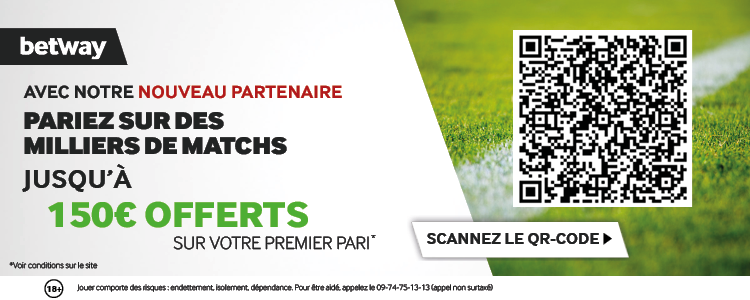 betway
AVEC NOTRE NOUVEAU PARTENAIRE
PARIEZ SUR DES
MILLIERS DE MATCHS
JUSQU'À
150€ OFFERTS
SUR VOTRE PREMIER PARI*
SCANNEZ LE QR-CODE
*Voir conditions sur le site
18+ Jouer comporte des risques : endettement, isolement, dépendance. Pour être aidé, appelez le 09-74-75-13-13 (appel non surtaxé)